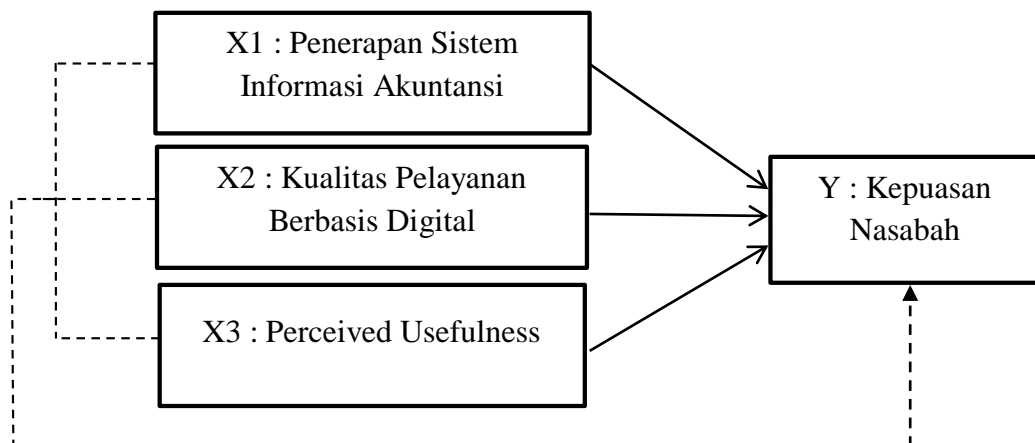 X1 : Penerapan Sistem
Informasi Akuntansi
X2 : Kualitas Pelayanan
Berbasis Digital
X3 : Perceived Usefulness
Y : Kepuasan
Nasabah